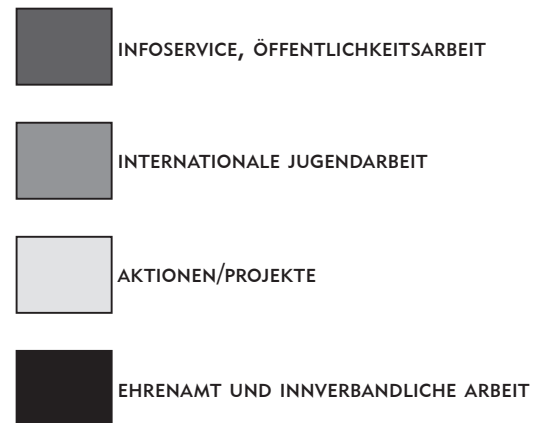 INFOSERVICE, ÖFFENTLICHKEITSARBEIT
INTERNATIONALE JUGENDARBEIT
AKTIONEN/PROJEKTE
EHRENAMT UND INNVERBANDLICHE ARBEIT